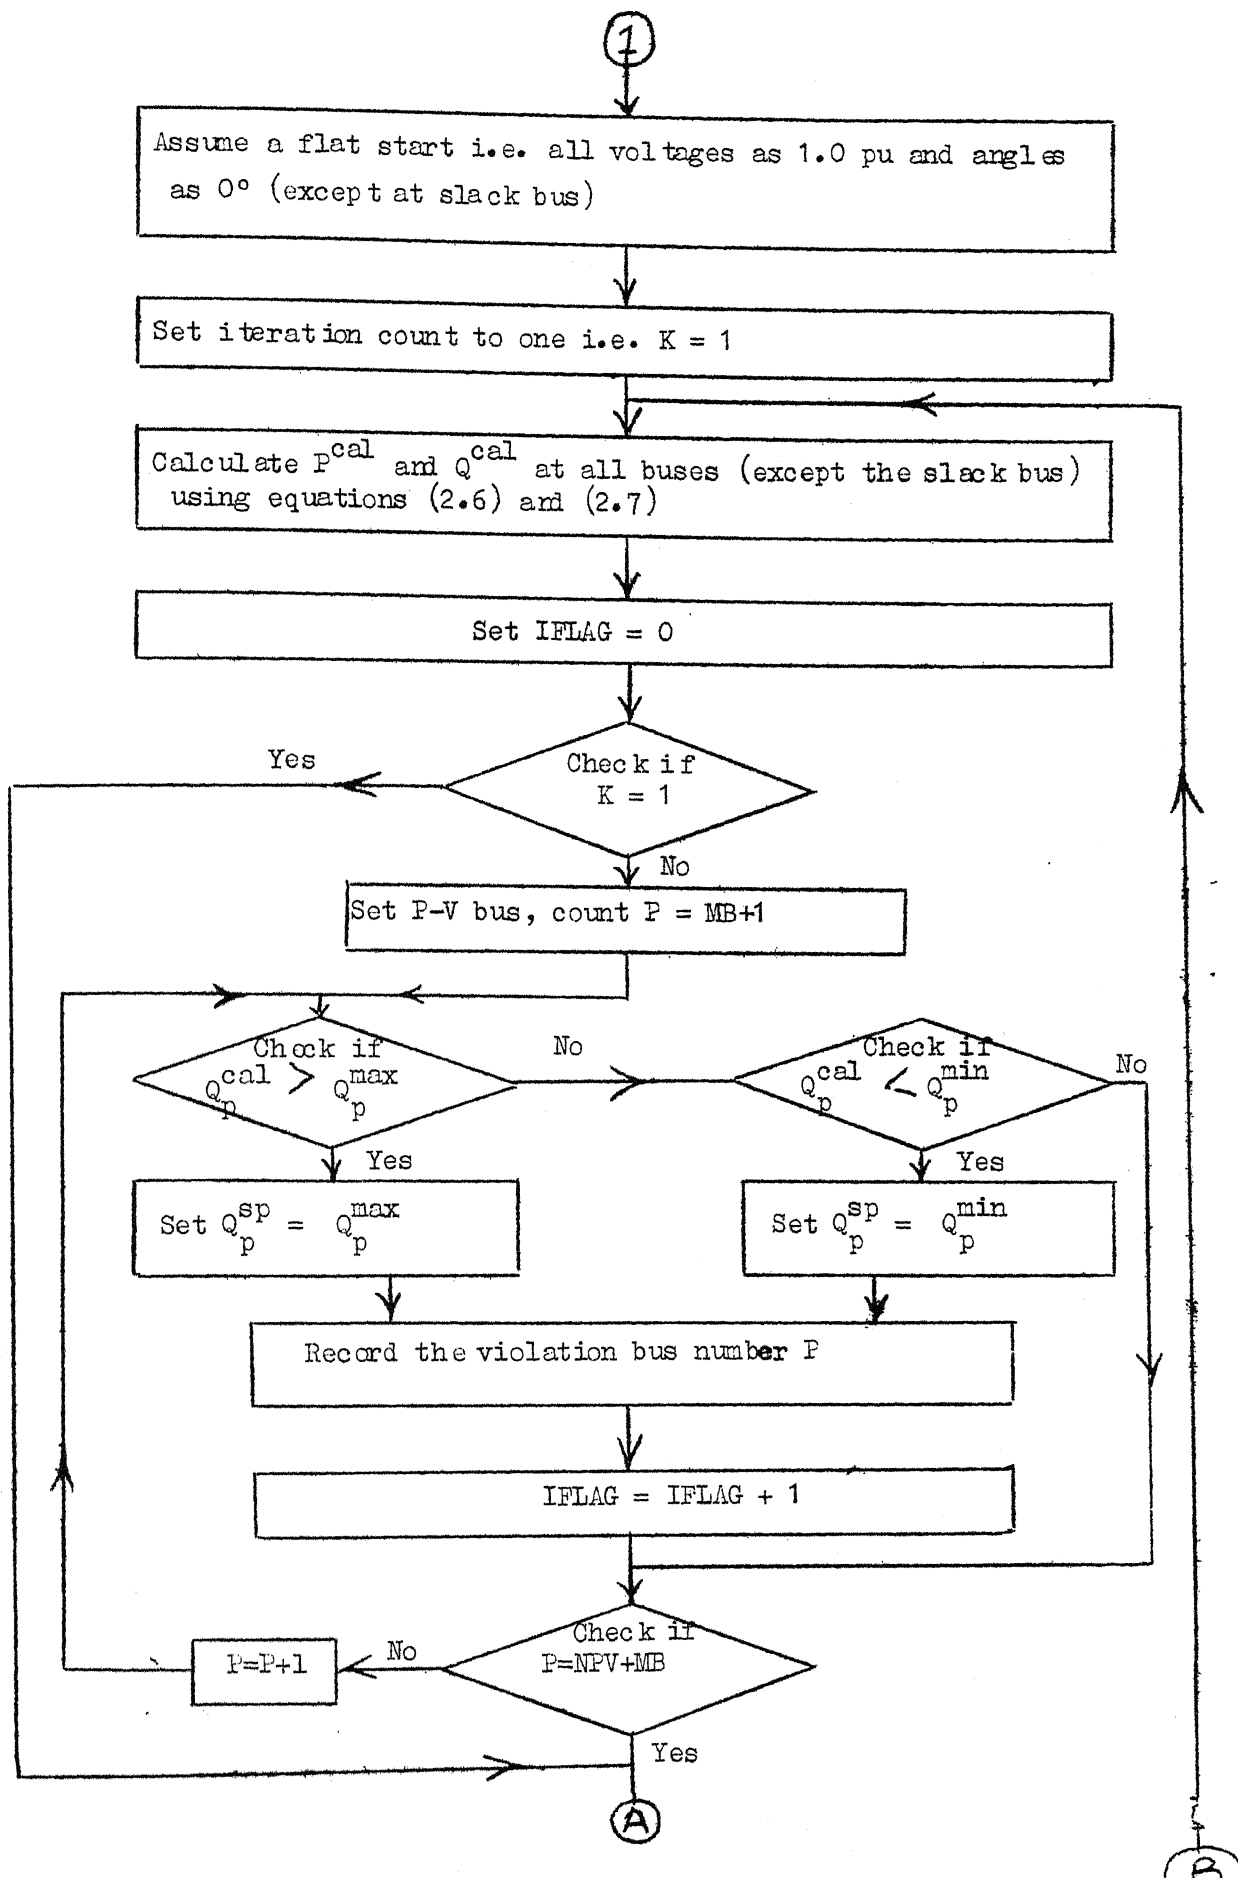 1
Assume a flat start i.e. all voltages as 1.0 pu and angles
as 0° (except at slack bus)
Set iteration count to one i.e. K = 1
Calculate P^cal and Q^cal at all buses (except the slack bus)
using equations (2.6) and (2.7)
Set IFLAG = 0
Yes
Check if
K = 1
No
Set P-V bus, count P = MB+1
Check if
Q_p^cal > Q_p^max
No
Check if
Q_p^cal < Q_p^min
No
Yes
Yes
Set Q_p^sp = Q_p^max
Set Q_p^sp = Q_p^min
Record the violation bus number P
IFLAG = IFLAG + 1
Check if
P=NPV+MB
No
P=P+1
Yes
A
B